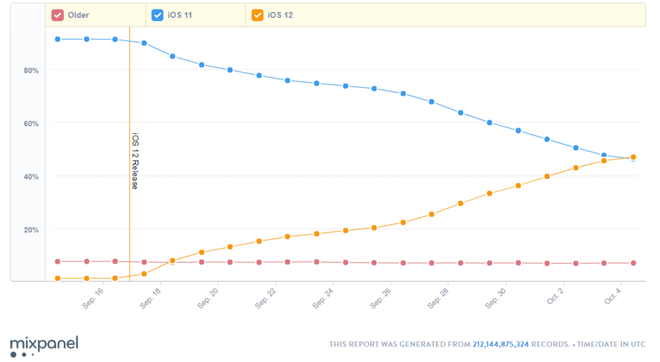 Older
iOS 11
iOS 12
80%
60%
40%
20%
iOS 12 Release
Sep. 16
Sep. 18
Sep. 20
Sep. 22
Sep. 24
Sep. 26
Sep. 28
Sep. 30
Oct. 2
Oct. 4
mixpanel
THIS REPORT WAS GENERATED FROM 212,144,875,324 RECORDS. • TIME/DATE IN UTC